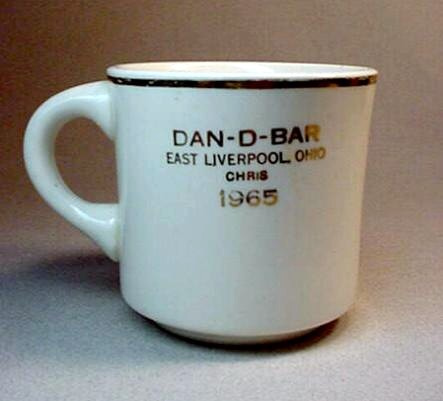 DAN-D-BAR
EAST LIVERPOOL, OHIO
CHRIS
1965